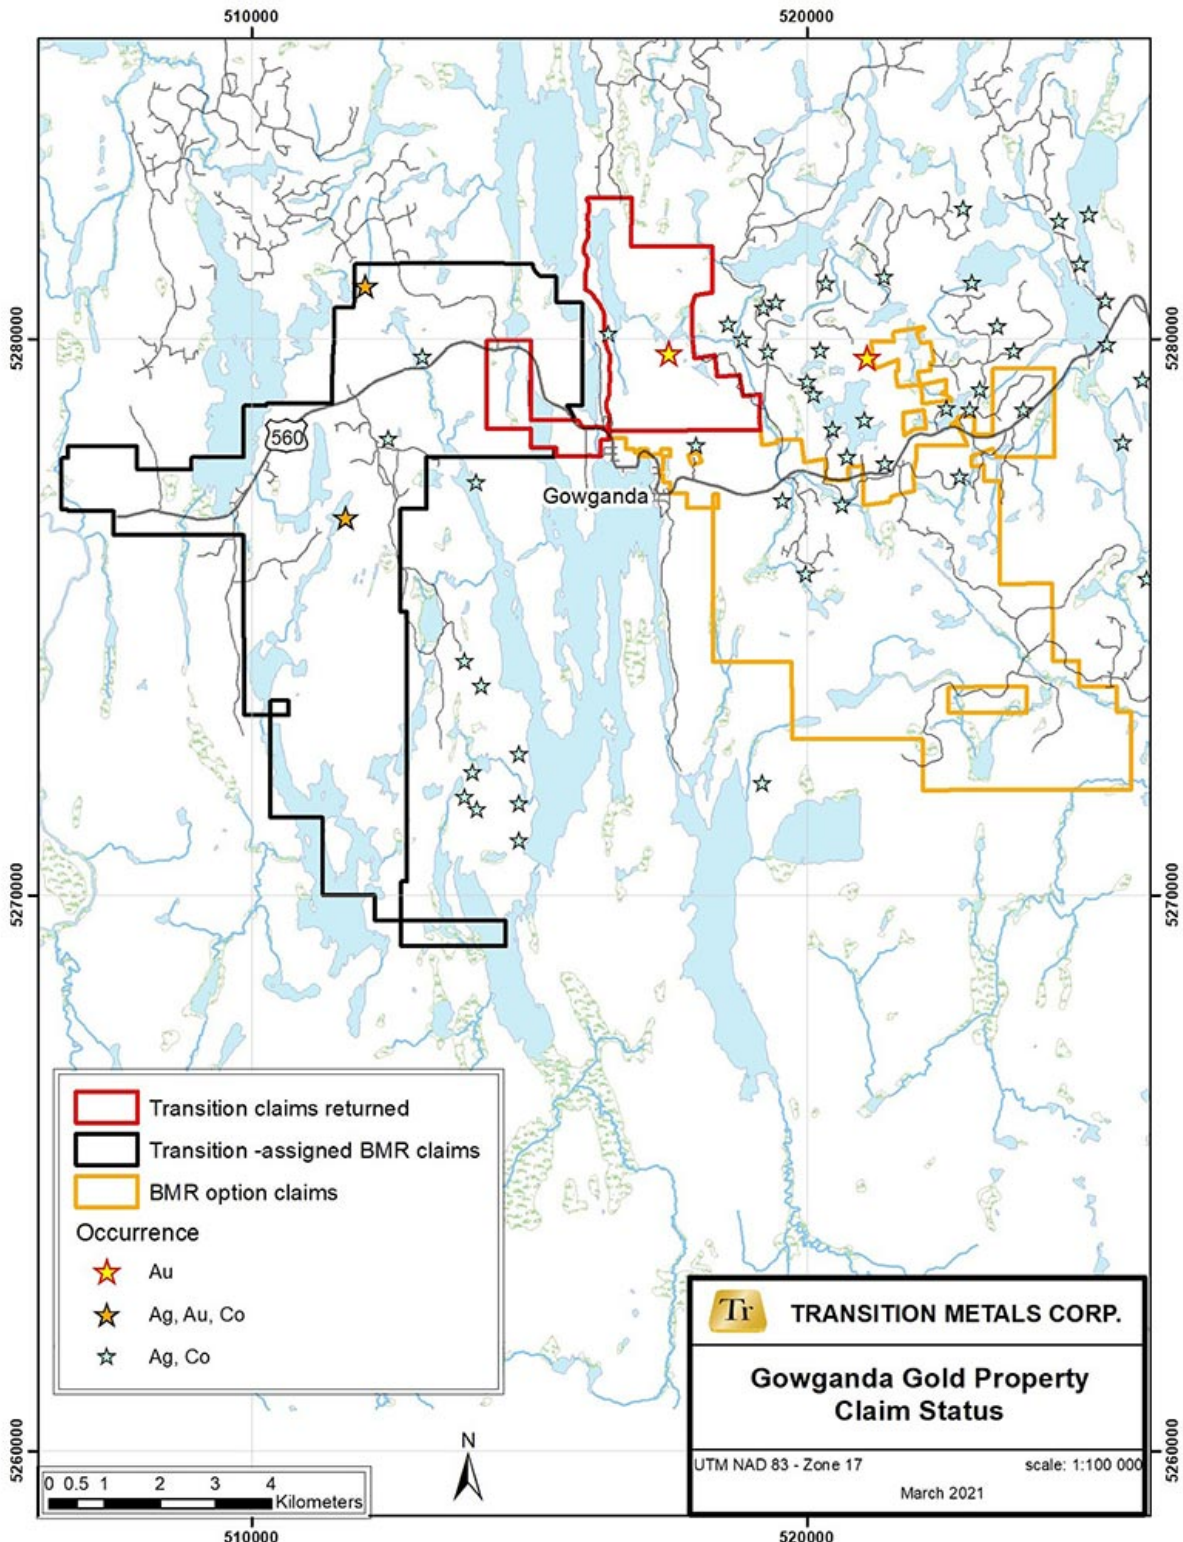 510000
520000
5280000
5280000
560
Gowganda
5270000
5270000
Transition claims returned
Transition -assigned BMR claims
BMR option claims
Occurrence
Au
Ag, Au, Co
Ag, Co
Tr
TRANSITION METALS CORP.
Gowganda Gold Property
Claim Status
UTM NAD 83 - Zone 17
scale: 1:100 000
March 2021
5260000
5260000
N
0 0.5 1 2 3 4
Kilometers
510000
520000